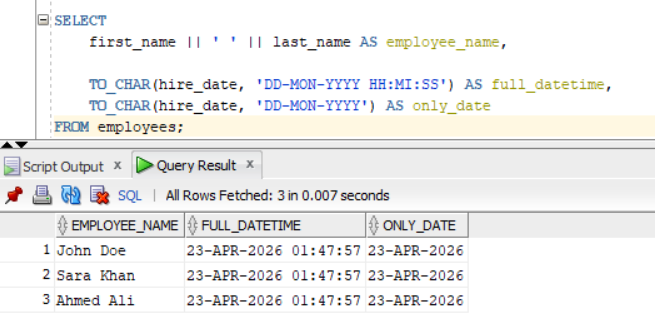 SELECT
first_name || ' ' || last_name AS employee_name,
TO_CHAR(hire_date, 'DD-MON-YYYY HH:MI:SS') AS full_datetime,
TO_CHAR(hire_date, 'DD-MON-YYYY') AS only_date
FROM employees;
Script Output x Query Result x
SQL | All Rows Fetched: 3 in 0.007 seconds
EMPLOYEE_NAME FULL_DATETIME ONLY_DATE
1 John Doe 23-APR-2026 01:47:57 23-APR-2026
2 Sara Khan 23-APR-2026 01:47:57 23-APR-2026
3 Ahmed Ali 23-APR-2026 01:47:57 23-APR-2026